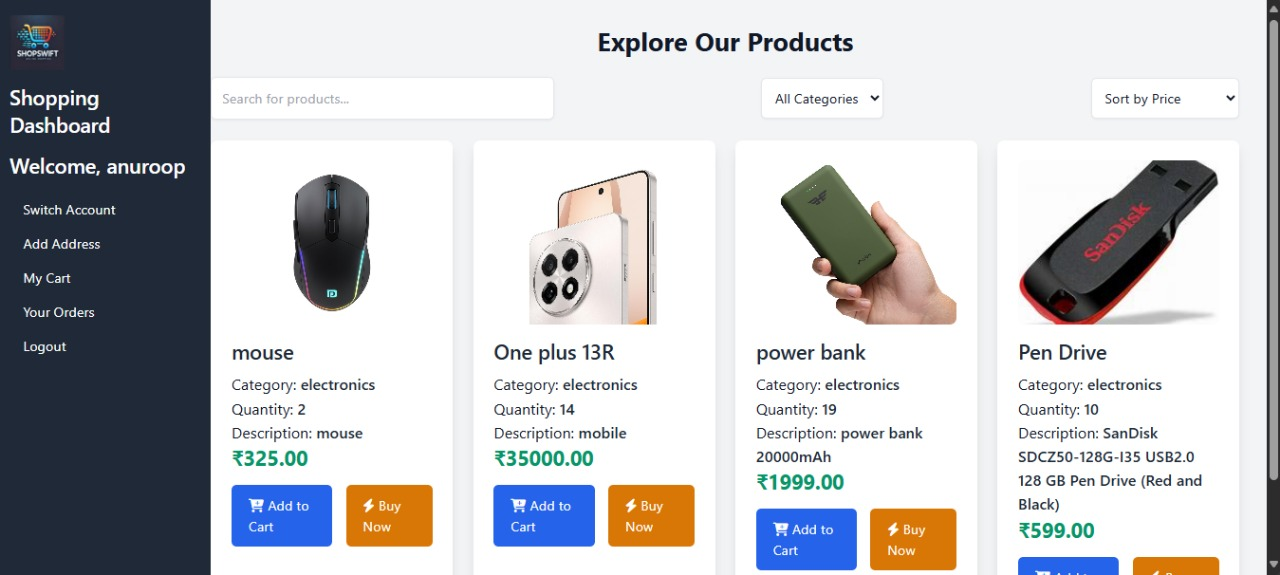 SHOPSWIFT
Shopping
Dashboard
Welcome, anuroop
Switch Account
Add Address
My Cart
Your Orders
Logout
Explore Our Products
Search for products...
All Categories
Sort by Price
mouse
Category: electronics
Quantity: 2
Description: mouse
₹325.00
Add to
Cart
Buy
Now
One plus 13R
Category: electronics
Quantity: 14
Description: mobile
₹35000.00
Add to
Cart
Buy
Now
power bank
Category: electronics
Quantity: 19
Description: power bank
20000mAh
₹1999.00
Add to
Cart
Buy
Now
SanDisk
Pen Drive
Category: electronics
Quantity: 10
Description: SanDisk
SDCZ50-128G-I35 USB2.0
128 GB Pen Drive (Red and
Black)
₹599.00